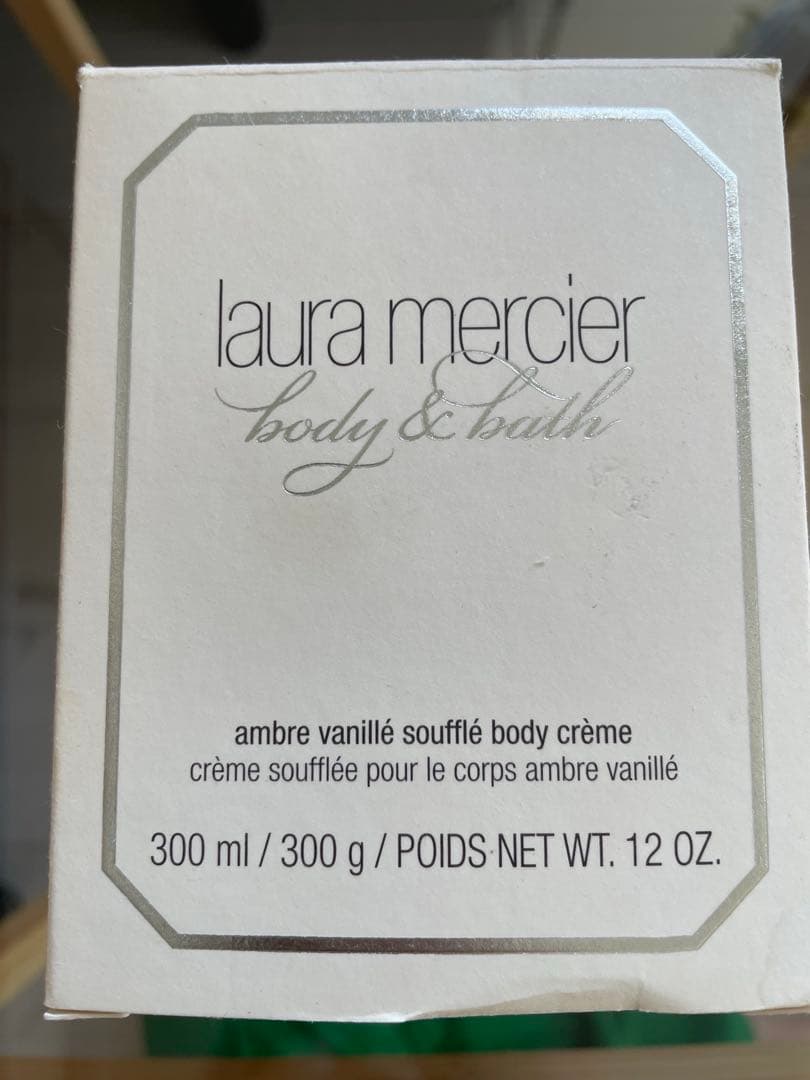 laura mercier
body & bath
ambre vanillé soufflé body crème
crème soufflée pour le corps ambre vanillé
300 ml / 300 g / POIDS NET WT. 12 OZ.